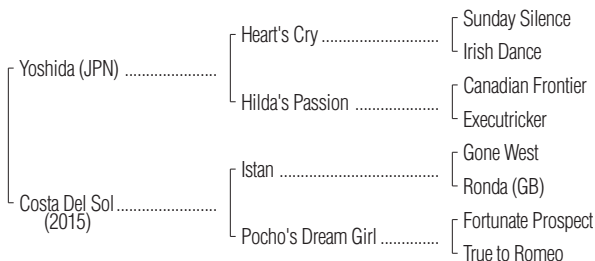 Sunday Silence
Heart's Cry ..........................
Irish Dance
Yoshida (JPN) .....................
Canadian Frontier
Hilda's Passion ...................
Executricker
Gone West
Istan ....................................
Ronda (GB)
Costa Del Sol .......................
(2015)
Fortunate Prospect
Pocho's Dream Girl .............
True to Romeo